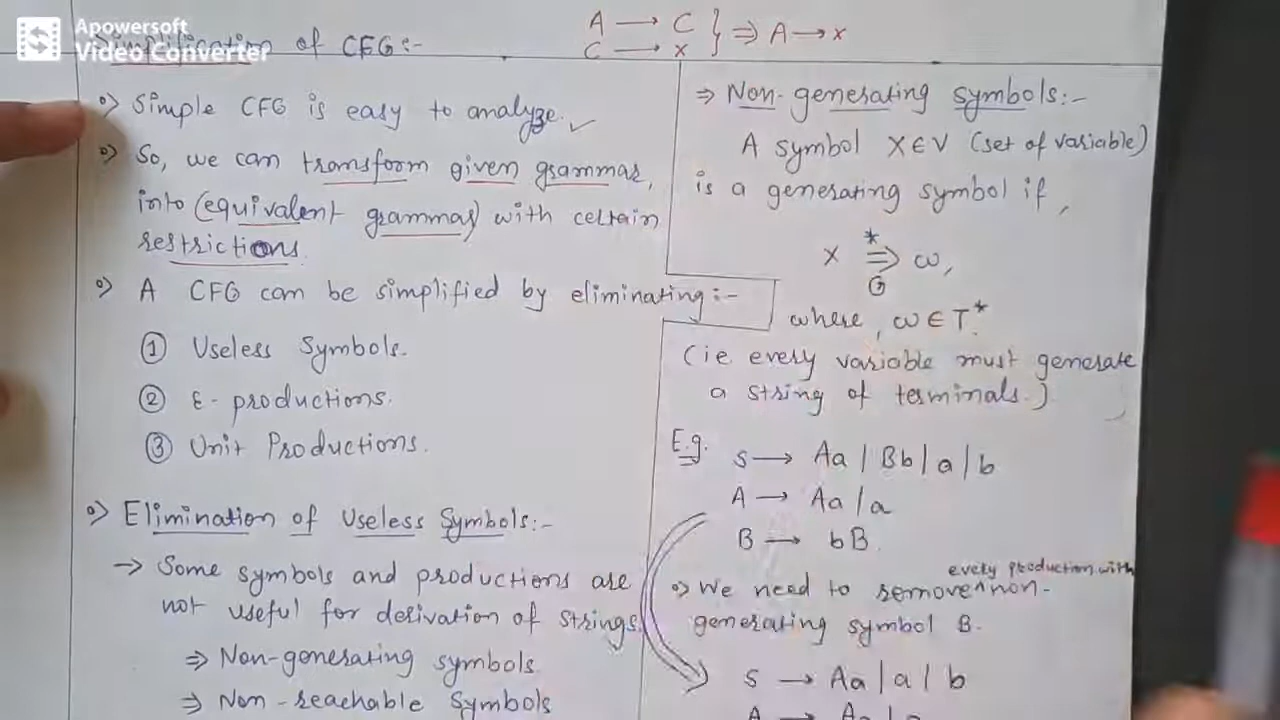 Apowersoft
Video Converter
Simplification of CFG:-
A → C
C → x } ⇒ A → x
Simple CFG is easy to analyze. ✓
So, we can transform given grammar,
into (equivalent grammar) with certain
restrictions.
A CFG can be simplified by eliminating:-
① Useless Symbols.
② ε- productions.
③ Unit Productions.
Elimination of Useless Symbols:-
→ Some symbols and productions are
not useful for derivation of strings.
⇒ Non-generating symbols
⇒ Non-reachable Symbols
⇒ Non-generating symbols:-
A symbol X∈V (set of variable)
is a generating symbol if,
X *⇒G ω,
where, ω∈T*.
(ie every variable must generate
a string of terminals.)
E.g. S → Aa | Bb | a | b
A → Aa | a
B → bB.
every production with
We need to remove ^ non-
generating symbol B.
S → Aa | a | b
A → Aa | a